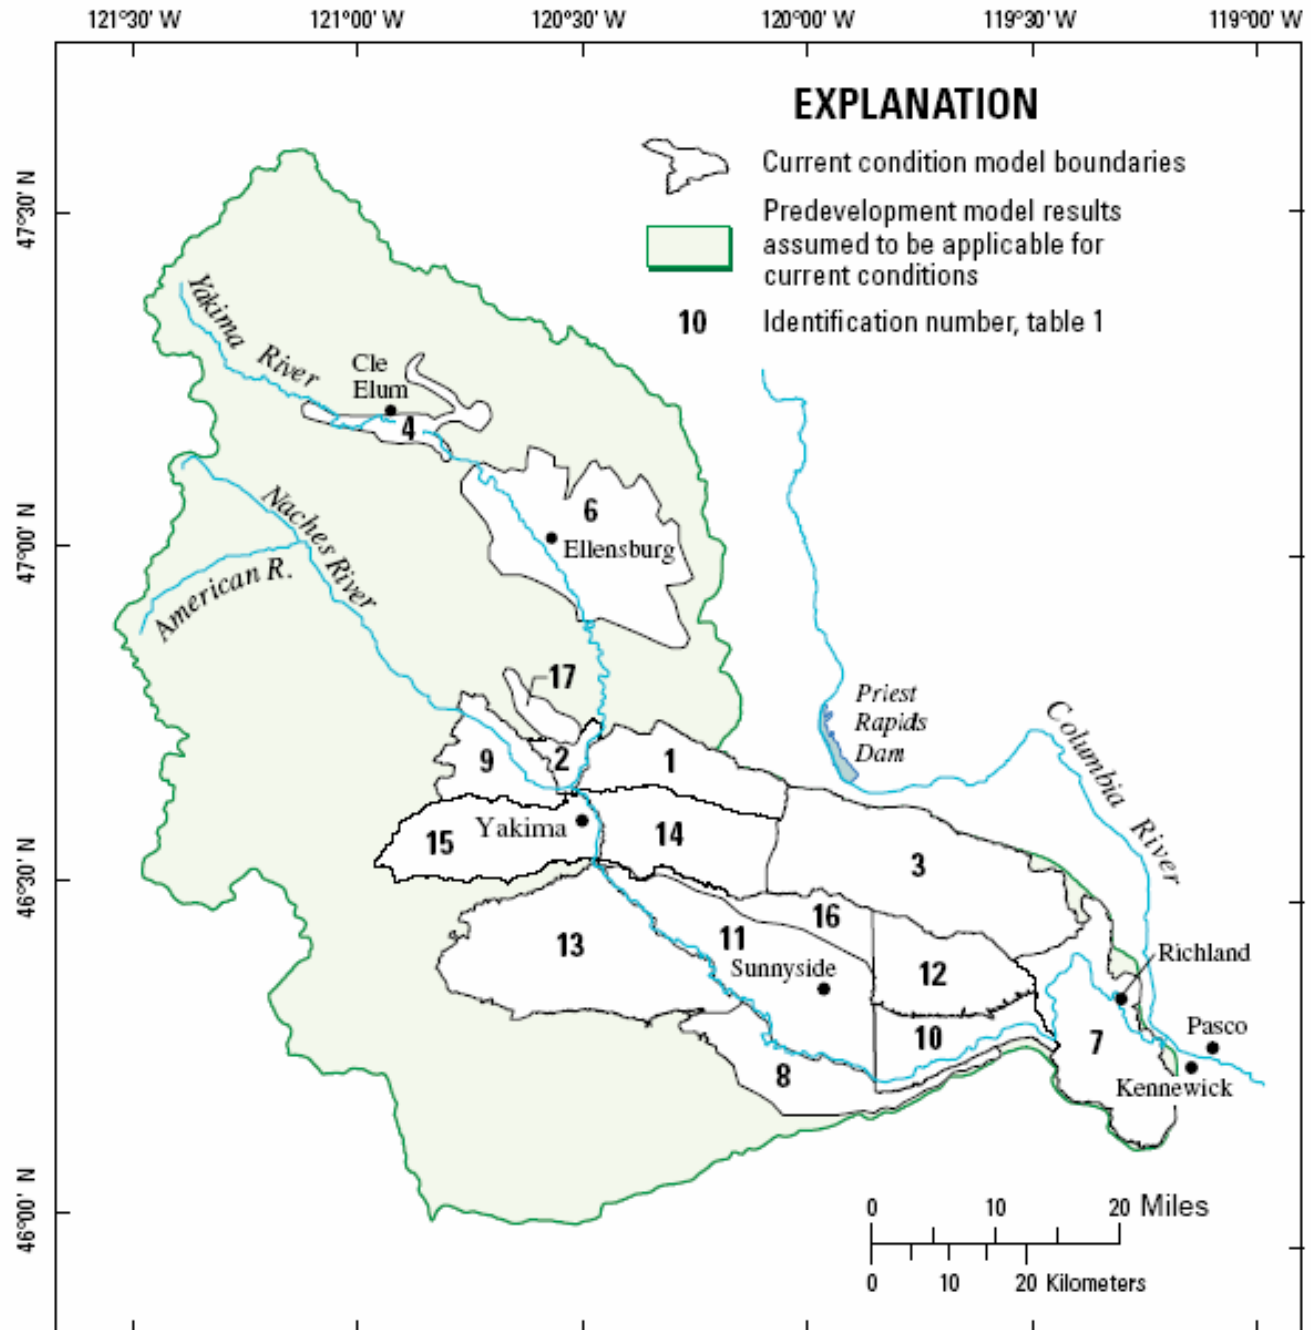 121°30' W 121°00' W 120°30' W 120°00' W 119°30' W 119°00' W
EXPLANATION
Current condition model boundaries
Predevelopment model results
assumed to be applicable for
current conditions
10 Identification number, table 1
47°30' N
47°00' N
46°30' N
46°00' N
Yakima River
Cle
Elum
4
6
Ellensburg
Naches River
American R.
17
Priest
Rapids
Dam
Columbia River
9
2
1
15
Yakima
14
3
16
13
11
Sunnyside
12
Richland
10
7
Pasco
8
Kennewick
0 10 20 Miles
0 10 20 Kilometers